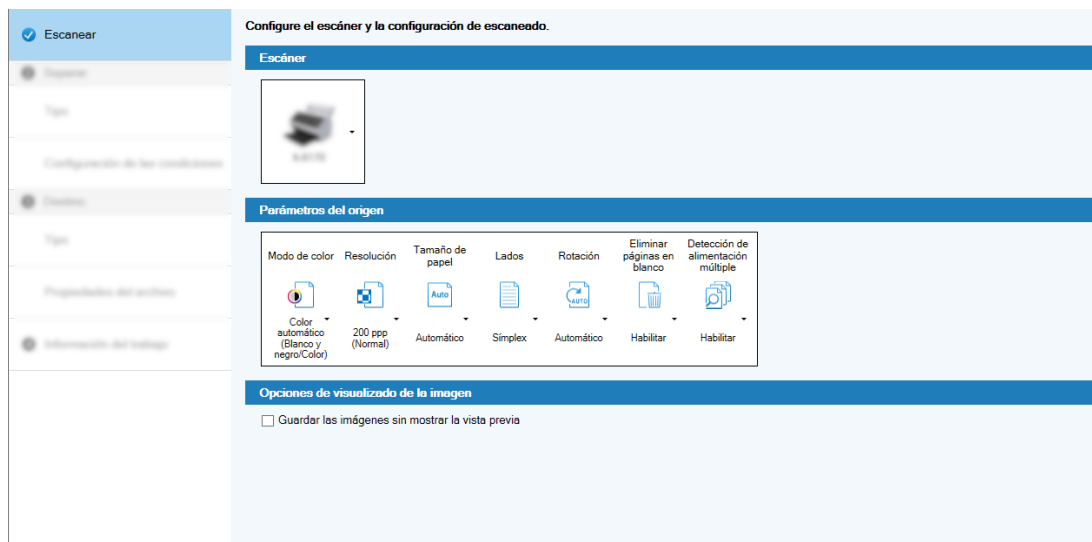 Escanear
Configure el escáner y la configuración de escaneado.
Escáner
Parámetros del origen
Modo de color
Resolución
Tamaño de
papel
Lados
Rotación
Eliminar
páginas en
blanco
Detección de
alimentación
múltiple
Auto
AUTO
Color
automático
(Blanco y
negro/Color)
200 ppp
(Normal)
Automático
Símplex
Automático
Habilitar
Habilitar
Opciones de visualizado de la imagen
Guardar las imágenes sin mostrar la vista previa